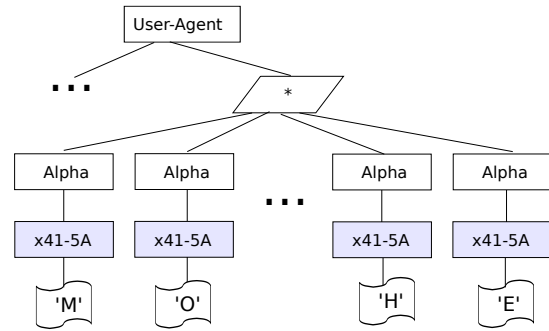 User-Agent
...
*
Alpha Alpha ... Alpha Alpha
x41-5A x41-5A x41-5A x41-5A
'M' 'O' 'H' 'E'